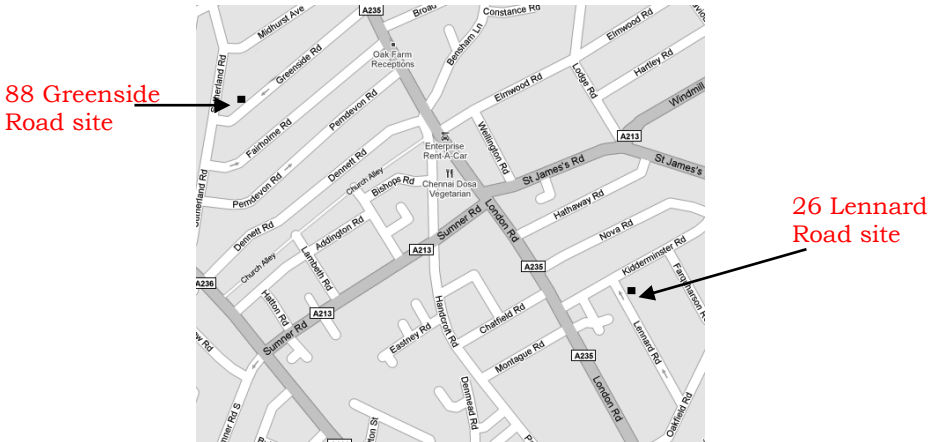 88 Greenside
Road site
26 Lennard
Road site
A235
Broad
Constance Rd
Midhurst Ave
Bensham Ln
Elmwood Rd
Oak Farm
Receptions
Greenside Rd
Lodge Rd
Hartley Rd
Pemdevon Rd
Elmwood Rd
Windmill
Fairholme Rd
Wellington Rd
A213
Enterprise
Rent-A-Car
Dennett Rd
St James's Rd
St James's
Church Alley
Bishops Rd
Chennai Dosa
Vegetarian
Pemdevon Rd
Hathaway Rd
Sumner Rd
London Rd
Nova Rd
Dennett Rd
Addington Rd
A213
Kidderminster Rd
Church Alley
Lambeth Rd
A235
Farquharson Rd
A236
Hatton Rd
A213
Handcroft Rd
Chatfield Rd
Eastney Rd
Lennard Rd
Sumner Rd
Montague Rd
A235
London Rd
Denmead Rd
Oakfield Rd